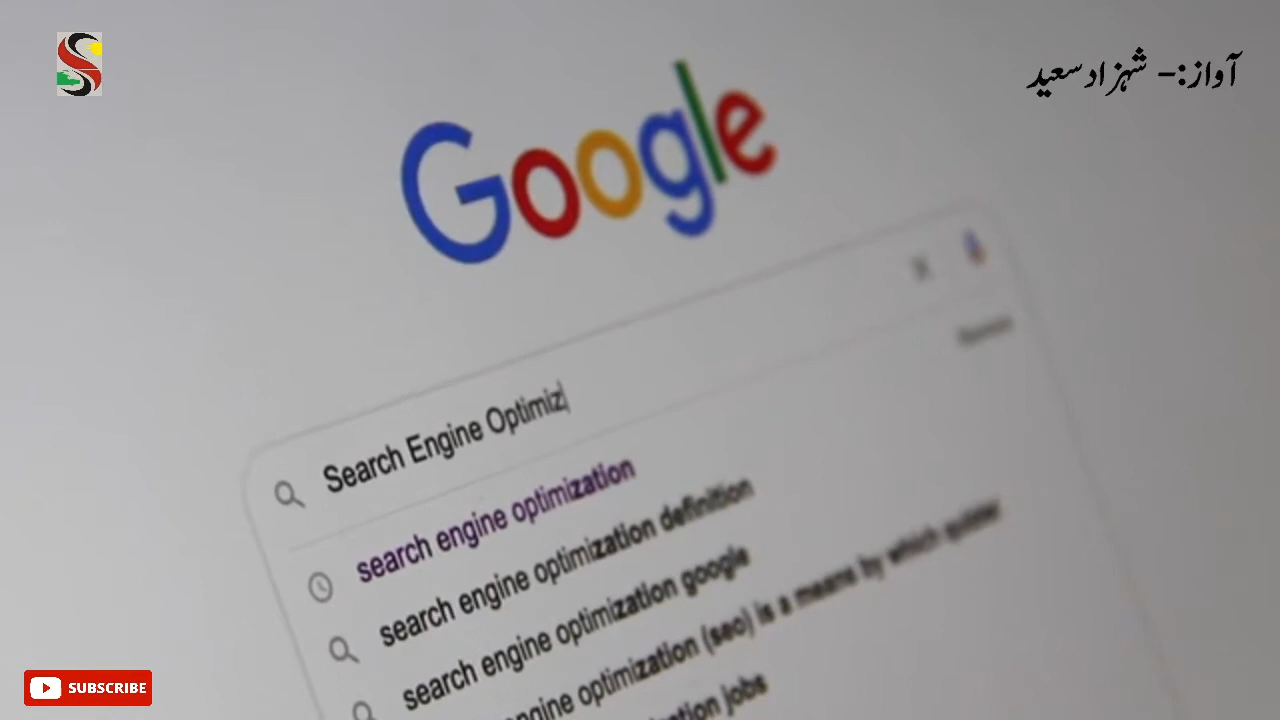 آواز:- شہزاد سعید
Google
Search Engine Optimiz
search engine optimization
search engine optimization definition
search engine optimization google
engine optimization (seo) is a means by which
jobs
SUBSCRIBE